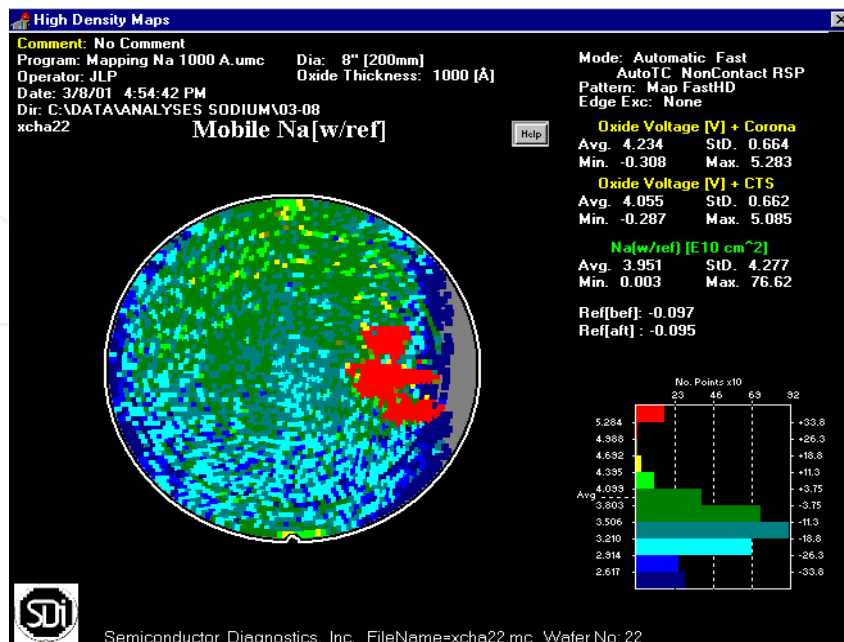 High Density Maps
Comment: No Comment
Program: Mapping Na 1000 A.umc Dia: 8" [200mm]
Operator: JLP Oxide Thickness: 1000 [Å]
Date: 3/8/01 4:54:42 PM
Dir: C:\DATA\ANALYSES SODIUM\03-08
xcha22 Mobile Na[w/ref] Help
Mode: Automatic Fast
AutoTC NonContact RSP
Pattern: Map FastHD
Edge Exc: None
Oxide Voltage [V] + Corona
Avg. 4.234 StD. 0.664
Min. -0.308 Max. 5.283
Oxide Voltage [V] + CTS
Avg. 4.055 StD. 0.662
Min. -0.287 Max. 5.085
Na[w/ref] [E10 cm^2]
Avg. 3.951 StD. 4.277
Min. 0.003 Max. 76.62
Ref[bef]: -0.097
Ref[aft] : -0.095
No. Points x10
23 46 69 92
5.284 +33.8
4.988 +26.3
4.692 +18.8
4.395 +11.3
4.099 +3.75
Avg
3.803 -3.75
3.506 -11.3
3.210 -18.8
2.914 -26.3
2.617 -33.8
SDi
Semiconductor Diagnostics, Inc. FileName=xcha22.mc Wafer No: 22